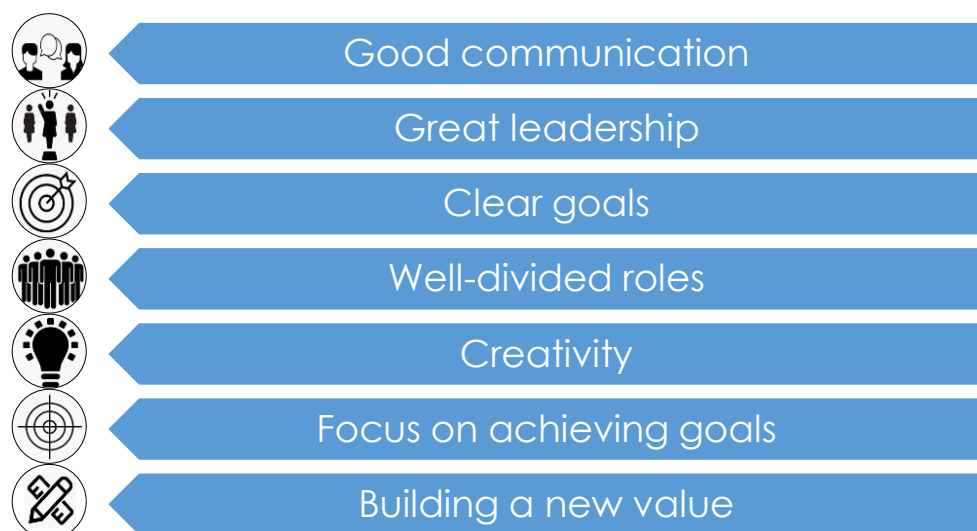 Good communication
Great leadership
Clear goals
Well-divided roles
Creativity
Focus on achieving goals
Building a new value